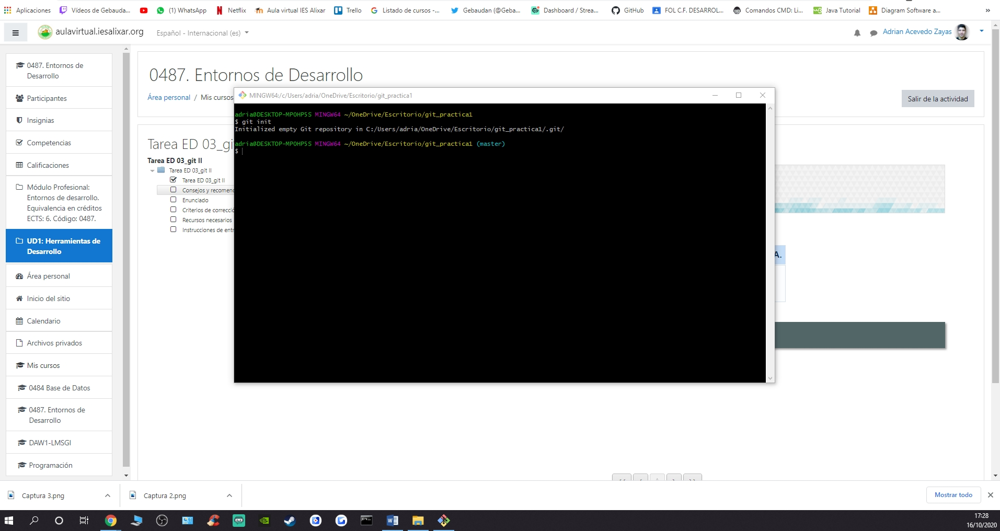 Aplicaciones
Vídeos de Gebauda...
(1) WhatsApp
Netflix
Aula virtual IES Alixar
Trello
Listado de cursos -...
Gebaudan (@Geba...
Dashboard / Strea...
GitHub
FOL C.F. DESARROL...
Comandos CMD: Li...
Java Tutorial
Diagram Software a...
»
aulavirtual.iesalixar.org
Español - Internacional (es)
Adrian Acevedo Zayas
0487. Entornos de
Desarrollo
Participantes
Insignias
Competencias
Calificaciones
Módulo Profesional:
Entornos de desarrollo.
Equivalencia en créditos
ECTS: 6. Código: 0487.
UD1: Herramientas de
Desarrollo
Área personal
Inicio del sitio
Calendario
Archivos privados
Mis cursos
0484 Base de Datos
0487. Entornos de
Desarrollo
DAW1-LMSGI
Programación
0487. Entornos de Desarrollo
Área personal / Mis cursos
Salir de la actividad
Tarea ED 03_gi
Tarea ED 03_git II
Tarea ED 03_git II
Tarea ED 03_git II
Consejos y recomend
Enunciado
Criterios de correcció
Recursos necesarios
Instrucciones de entr
MINGW64:/c/Users/adria/OneDrive/Escritorio/git_practica1
adria@DESKTOP-MPOHP5S MINGW64 ~/OneDrive/Escritorio/git_practica1
$ git init
Initialized empty Git repository in C:/Users/adria/OneDrive/Escritorio/git_practica1/.git/
adria@DESKTOP-MPOHP5S MINGW64 ~/OneDrive/Escritorio/git_practica1 (master)
$
A.
Captura 3.png
Captura 2.png
Mostrar todo
17:28
16/10/2020